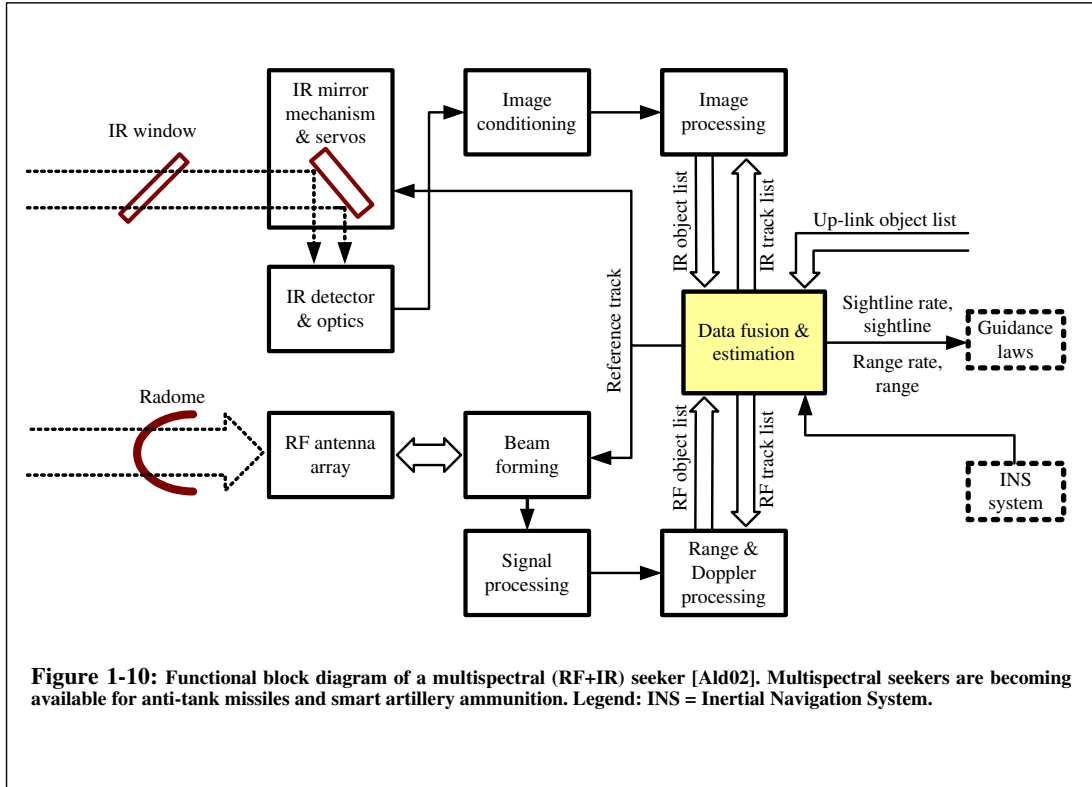 IR mirror
mechanism
& servos
Image
conditioning
Image
processing
IR window
IR object list
IR track list
Up-link object list
IR detector
& optics
Reference track
Data fusion &
estimation
Sightline rate,
sightline
Range rate,
range
Guidance
laws
Radome
RF antenna
array
Beam
forming
RF object list
RF track list
INS
system
Signal
processing
Range &
Doppler
processing
Figure 1-10: Functional block diagram of a multispectral (RF+IR) seeker [Ald02]. Multispectral seekers are becoming
available for anti-tank missiles and smart artillery ammunition. Legend: INS = Inertial Navigation System.